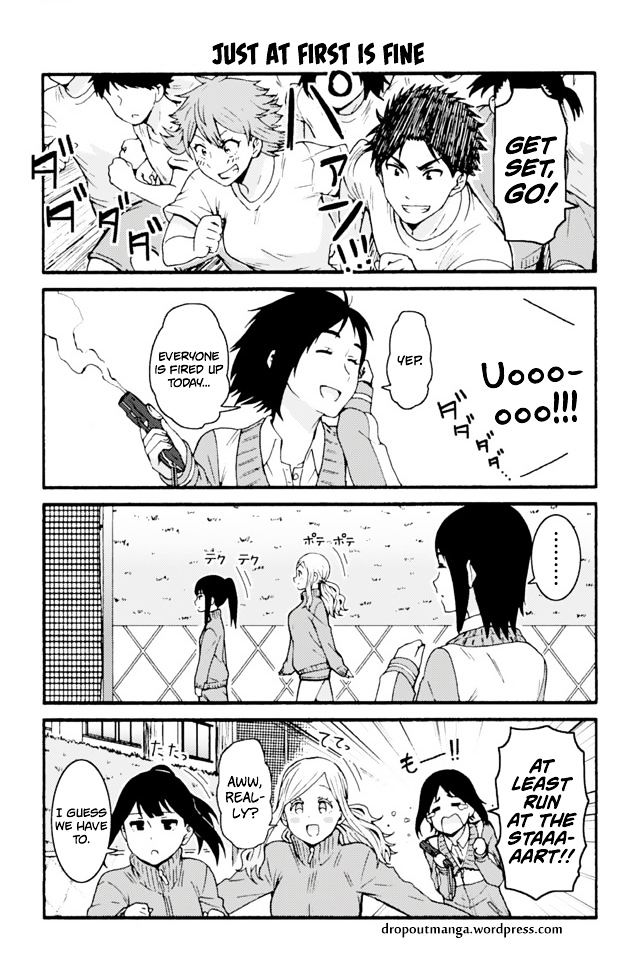 JUST AT FIRST IS FINE
GET
SET,
GO!
パアーン!!!
ダダダ
Uooo-
ooo!!!
ダダダ…
YEP.
EVERYONE
IS FIRED UP
TODAY...
........
ポテポテ
テクテク
AT
LEAST
RUN
AT THE
STAAA-
AART!!
もー!!
ててっ
AWW,
REAL-
LY?
たたっ
I GUESS
WE HAVE
TO.
dropoutmanga.wordpress.com